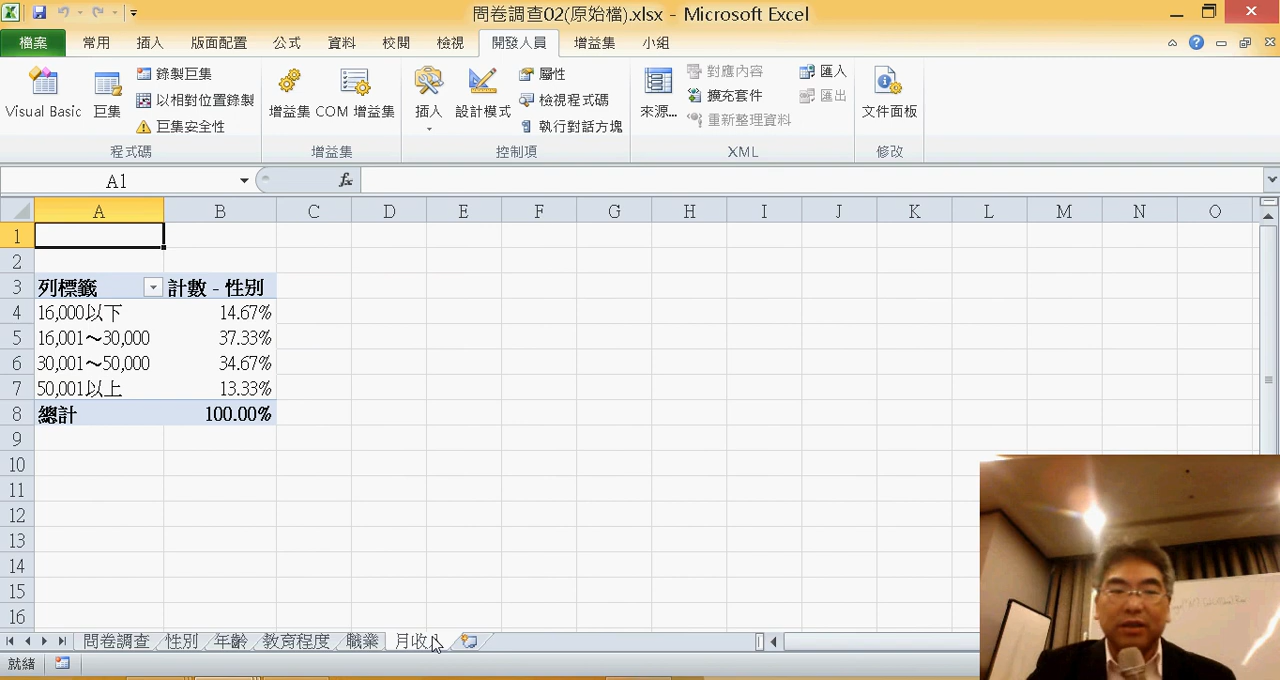 問卷調查02(原始檔).xlsx - Microsoft Excel
檔案 常用 插入 版面配置 公式 資料 校閱 檢視 開發人員 增益集 小組
Visual Basic 巨集 錄製巨集 以相對位置錄製 巨集安全性
增益集 COM 增益集
插入 設計模式 屬性 檢視程式碼 執行對話方塊
來源... 對應內容 擴充套件 重新整理資料 匯入 匯出
文件面板
程式碼 增益集 控制項 XML 修改
A1 fx
A B C D E F G H I J K L M N O
1
2
3 列標籤 計數 - 性別
4 16,000以下 14.67%
5 16,001～30,000 37.33%
6 30,001～50,000 34.67%
7 50,001以上 13.33%
8 總計 100.00%
9
10
11
12
13
14
15
16
問卷調查 性別 年齡 教育程度 職業 月收
就緒